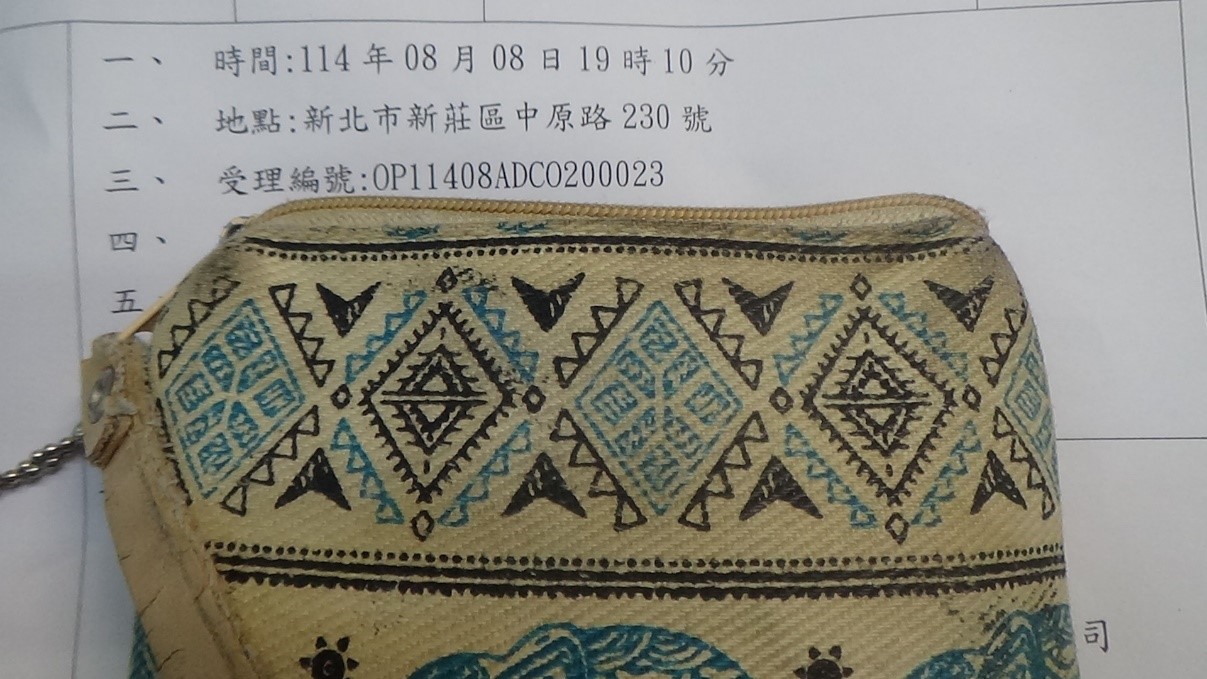 一、 時間:114 年 08 月 08 日 19 時 10 分
二、 地點:新北市新莊區中原路 230 號
三、 受理編號:OP11408ADCO200023
四、
五
司